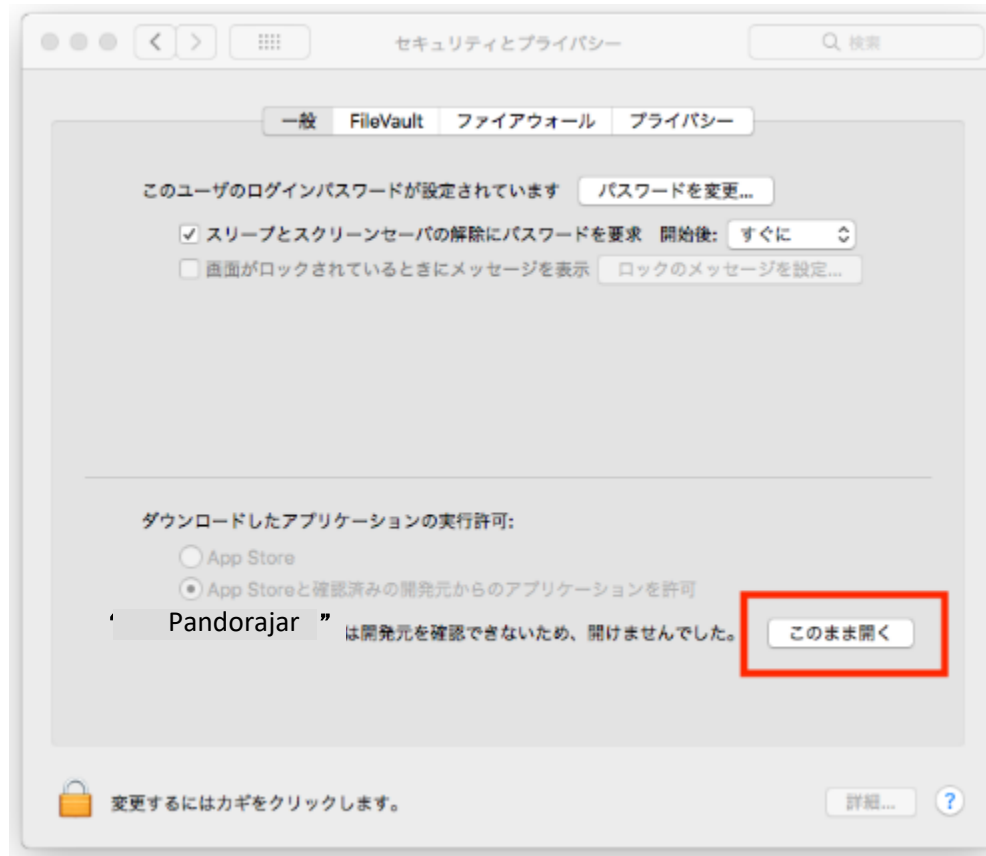 セキュリティとプライバシー
検索
一般 FileVault ファイアウォール プライバシー
このユーザのログインパスワードが設定されています パスワードを変更...
スリープとスクリーンセーバの解除にパスワードを要求 開始後: すぐに
画面がロックされているときにメッセージを表示 ロックのメッセージを設定...
ダウンロードしたアプリケーションの実行許可:
App Store
App Storeと確認済みの開発元からのアプリケーションを許可
“ Pandorajar ” は開発元を確認できないため、開けませんでした。 このまま開く
変更するにはカギをクリックします。 詳細... ?